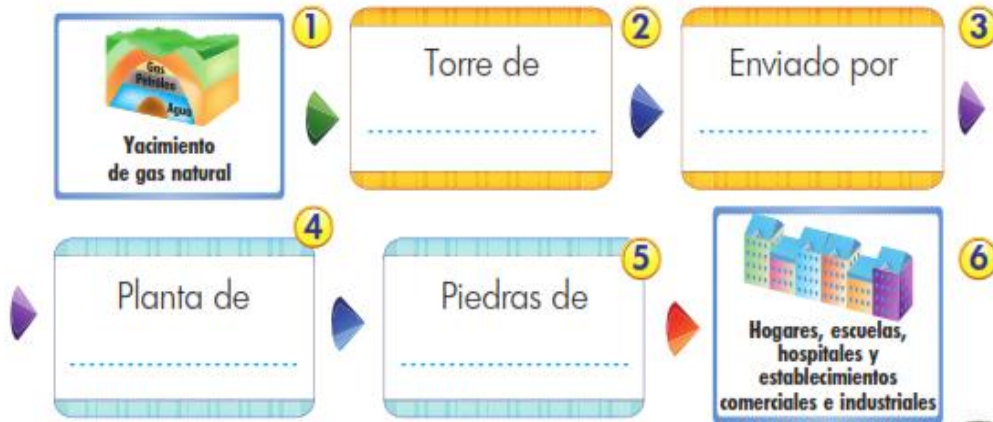 1
Gas
Petróleo
Agua
Yacimiento
de gas natural
2
Torre de
3
Enviado por
4
Planta de
5
Piedras de
6
Hogares, escuelas,
hospitales y
establecimientos
comerciales e industriales